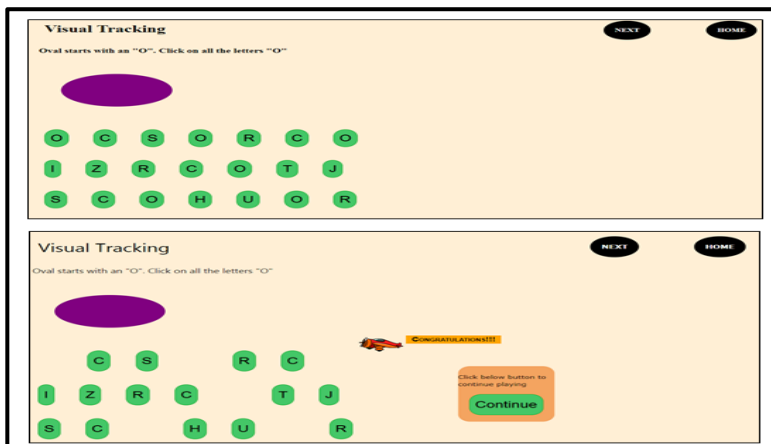 Visual Tracking
NEXT
HOME
Oval starts with an "O". Click on all the letters "O"
O C S O R C O
I Z R C O T J
S C O H U O R
Visual Tracking
NEXT
HOME
Oval starts with an "O". Click on all the letters "O"
CONGRATULATIONS!!!
C S R C
I Z R C T J
S C H U R
Click below button to
continue playing
Continue